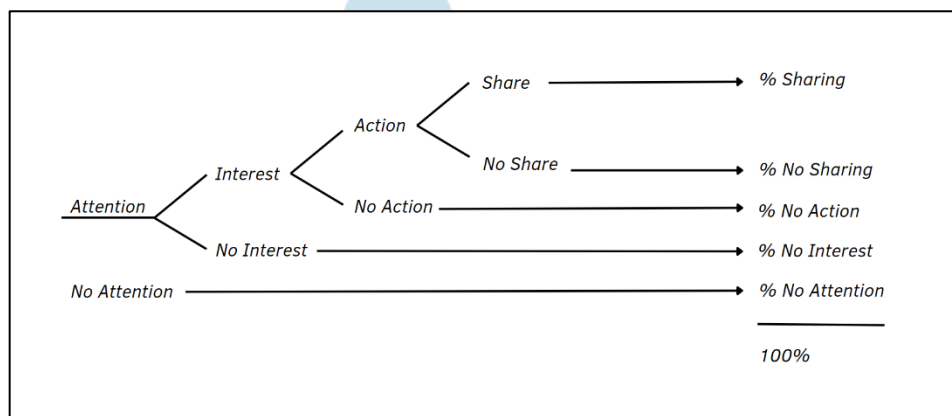 Share
% Sharing
Action
No Share
% No Sharing
Interest
Attention
No Action
% No Action
No Interest
% No Interest
No Attention
% No Attention
100%